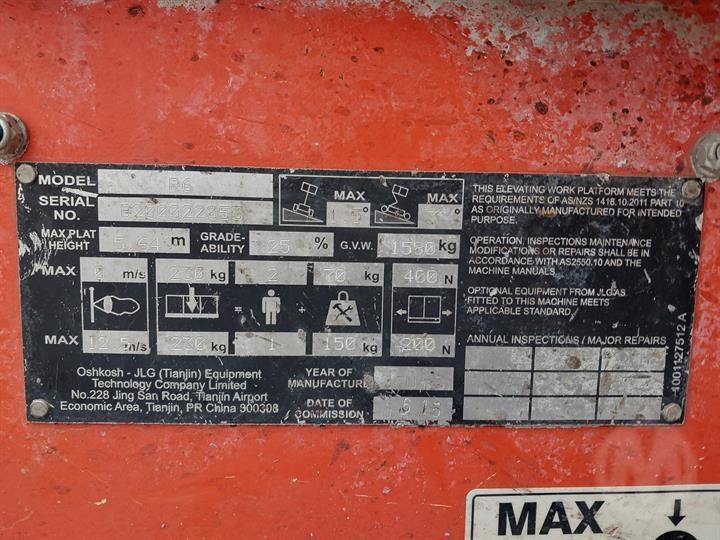 MODEL R6
SERIAL NO.
MAX PLAT HEIGHT 5.64 m GRADE-ABILITY 25 % G.V.W. 1580 kg
MAX MAX
MAX 0 m/s 230 kg 2 70 kg 400 N
= +
MAX 12.5 m/s 230 kg 1 150 kg 200 N
Oshkosh - JLG (Tianjin) Equipment
Technology Company Limited
No.228 Jing San Road, Tianjin Airport
Economic Area, Tianjin, PR China 300308
YEAR OF
MANUFACTURE
DATE OF
COMMISSION
THIS ELEVATING WORK PLATFORM MEETS THE
REQUIREMENTS OF AS/NZS 1418.10.2011 PART 10
AS ORIGINALLY MANUFACTURED FOR INTENDED
PURPOSE.
OPERATION, INSPECTIONS MAINTENANCE
MODIFICATIONS OR REPAIRS SHALL BE IN
ACCORDANCE WITH AS2550.10 AND THE
MACHINE MANUALS.
OPTIONAL EQUIPMENT FROM JLGAS
FITTED TO THIS MACHINE MEETS
APPLICABLE STANDARD.
ANNUAL INSPECTIONS / MAJOR REPAIRS
1001127512 A
MAX